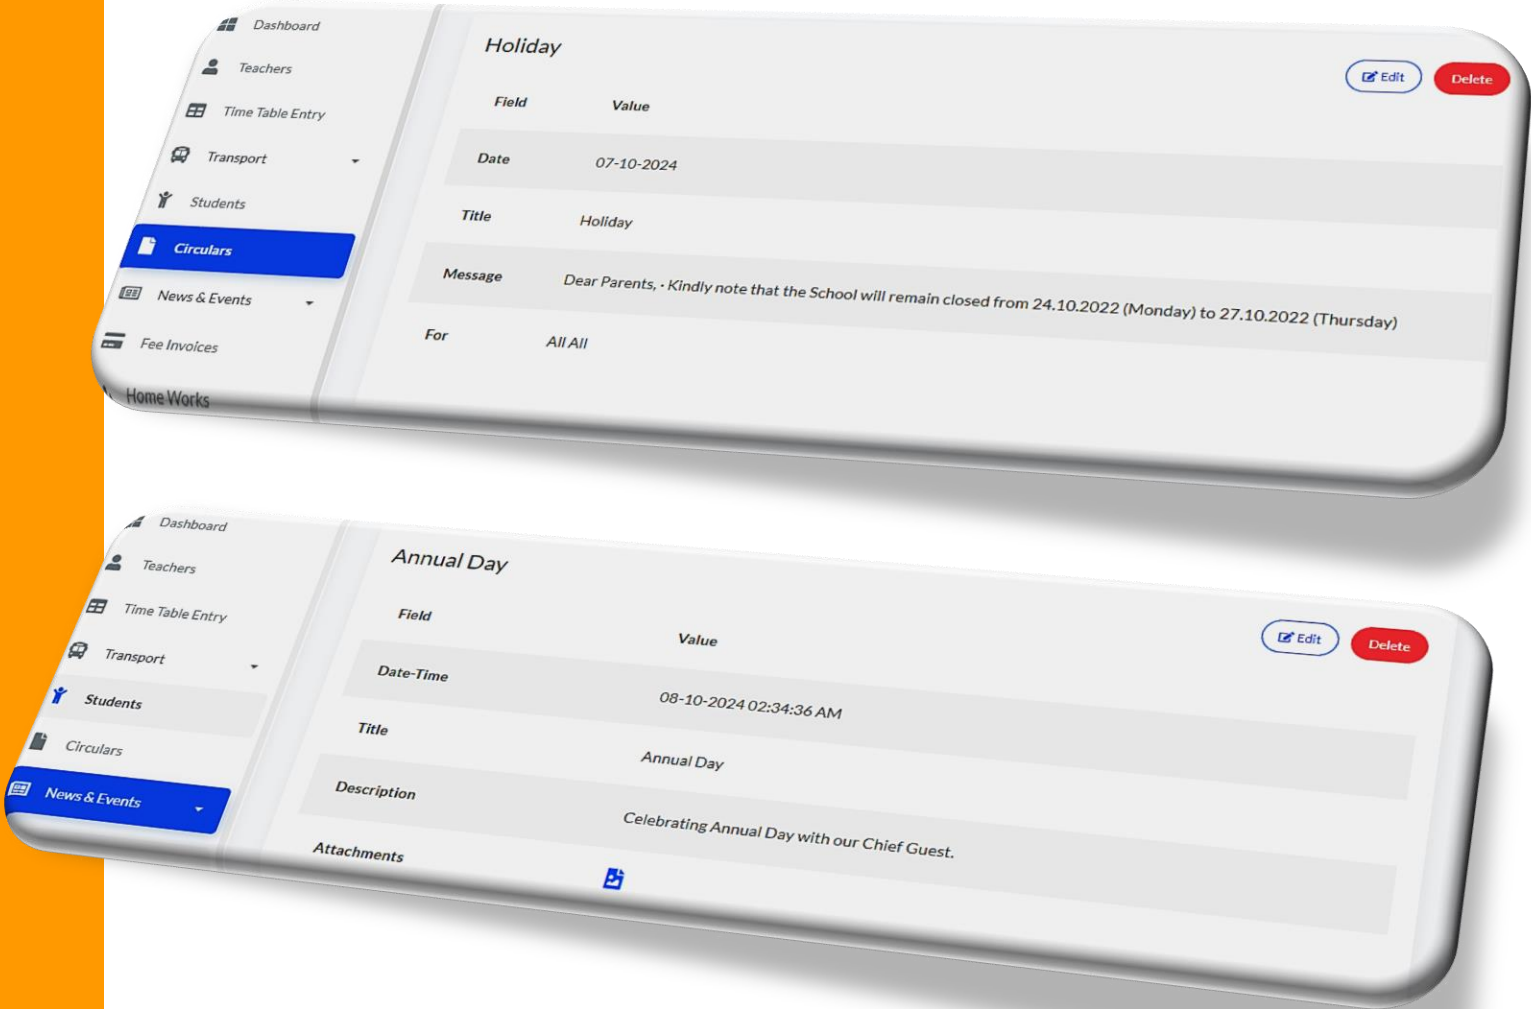 Dashboard
Teachers
Time Table Entry
Transport
Students
Circulars
News & Events
Fee Invoices
Home Works
Holiday
Edit
Delete
Field Value
Date 07-10-2024
Title Holiday
Message Dear Parents, · Kindly note that the School will remain closed from 24.10.2022 (Monday) to 27.10.2022 (Thursday)
For All All
Dashboard
Teachers
Time Table Entry
Transport
Students
Circulars
News & Events
Annual Day
Edit
Delete
Field Value
Date-Time 08-10-2024 02:34:36 AM
Title Annual Day
Description Celebrating Annual Day with our Chief Guest.
Attachments